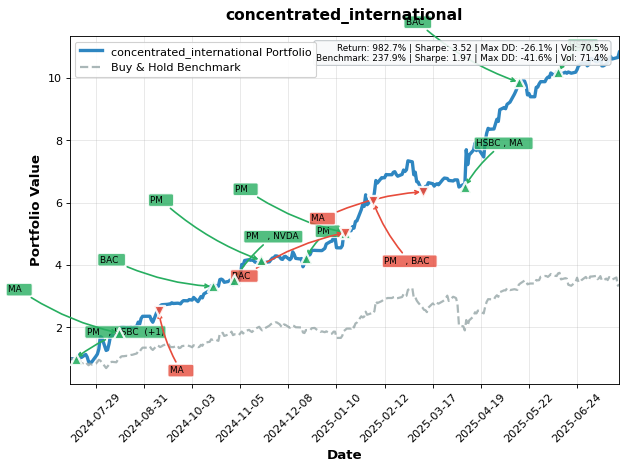 concentrated_international
BAC
concentrated_international Portfolio
Buy & Hold Benchmark
Return: 982.7% | Sharpe: 3.52 | Max DD: -26.1% | Vol: 70.5%
Benchmark: 237.9% | Sharpe: 1.97 | Max DD: -41.6% | Vol: 71.4%
HSBC , MA
PM
PM
MA
PM
PM , NVDA
BAC
PM , BAC
BAC
MA
PM , HSBC (+1)
MA
10
8
6
4
2
Portfolio Value
2024-07-29
2024-08-31
2024-10-03
2024-11-05
2024-12-08
2025-01-10
2025-02-12
2025-03-17
2025-04-19
2025-05-22
2025-06-24
Date